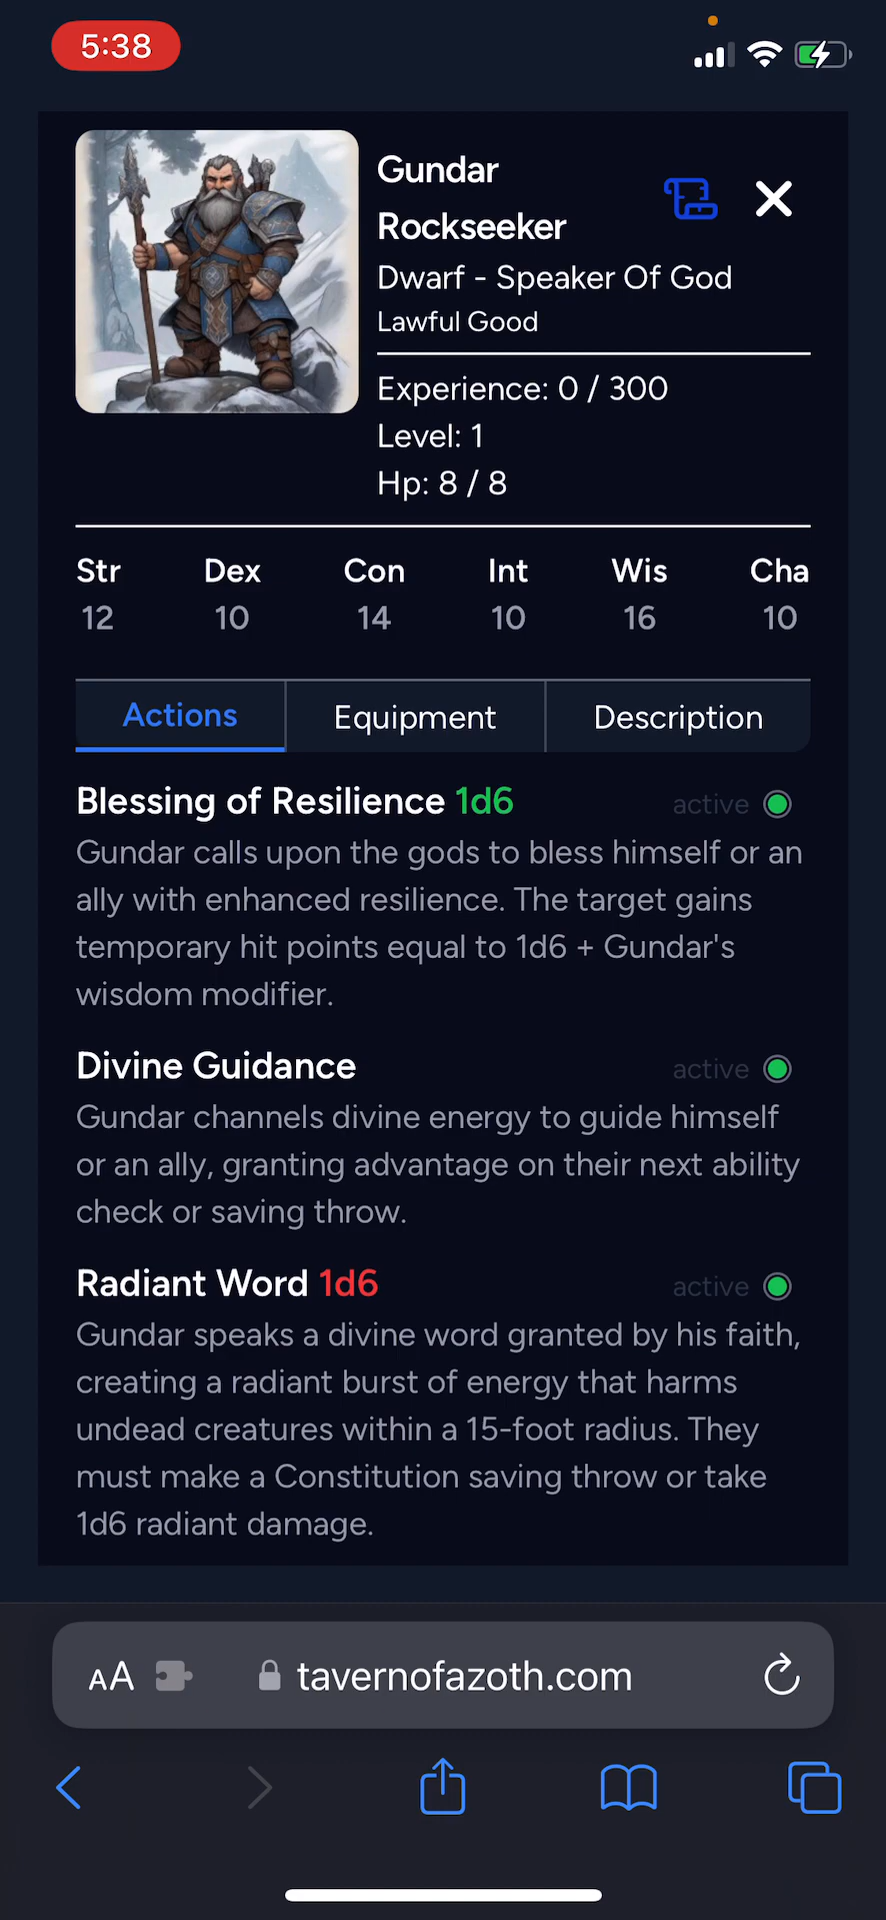 5:38
Gundar
Rockseeker
Dwarf - Speaker Of God
Lawful Good
Experience: 0 / 300
Level: 1
Hp: 8 / 8
Str Dex Con Int Wis Cha
12 10 14 10 16 10
Actions Equipment Description
Blessing of Resilience 1d6 active
Gundar calls upon the gods to bless himself or an
ally with enhanced resilience. The target gains
temporary hit points equal to 1d6 + Gundar's
wisdom modifier.
Divine Guidance active
Gundar channels divine energy to guide himself
or an ally, granting advantage on their next ability
check or saving throw.
Radiant Word 1d6 active
Gundar speaks a divine word granted by his faith,
creating a radiant burst of energy that harms
undead creatures within a 15-foot radius. They
must make a Constitution saving throw or take
1d6 radiant damage.
AA tavernofazoth.com